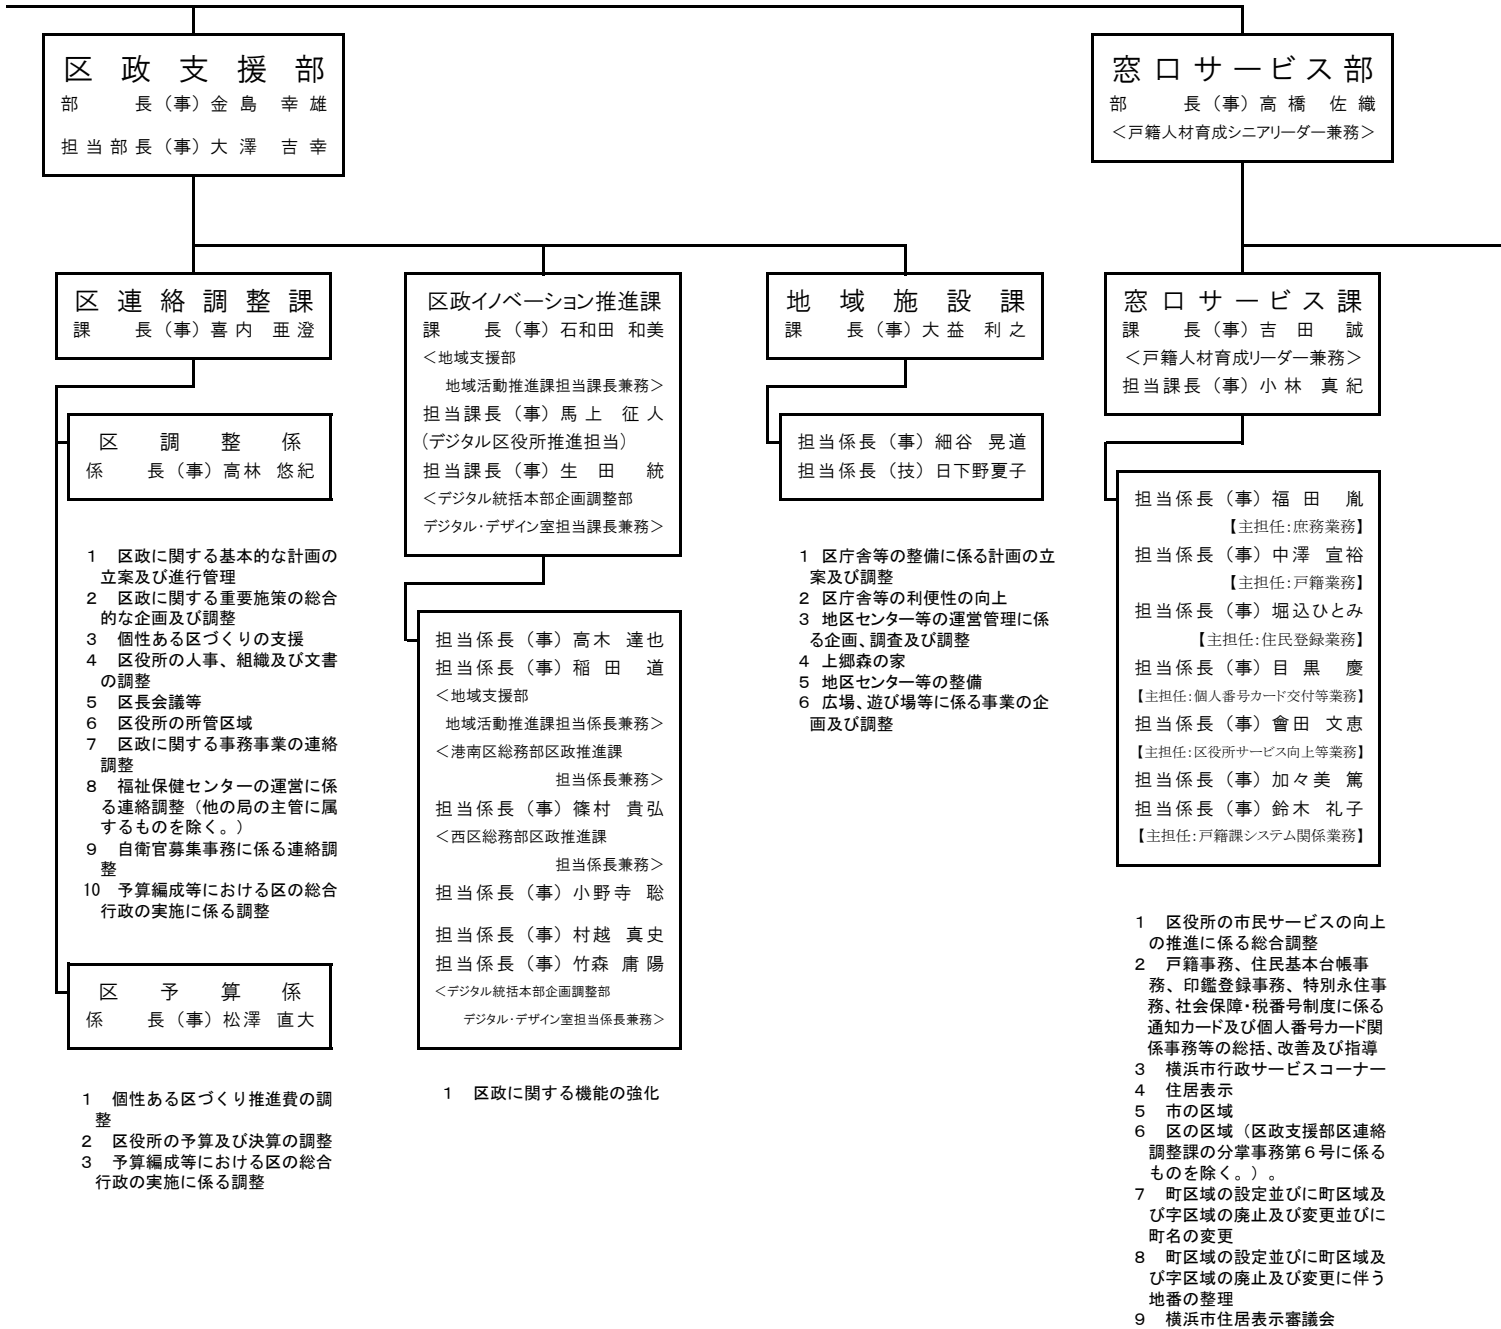 区政支援部
部長（事）金島 幸雄
担当部長（事）大澤 吉幸
窓口サービス部
部長（事）高橋 佐織
＜戸籍人材育成シニアリーダー兼務＞
区連絡調整課
課長（事）喜内 亜澄
区調整係
係長（事）高林 悠紀
1 区政に関する基本的な計画の
立案及び進行管理
2 区政に関する重要施策の総合
的な企画及び調整
3 個性ある区づくりの支援
4 区役所の人事、組織及び文書
の調整
5 区長会議等
6 区役所の所管区域
7 区政に関する事務事業の連絡
調整
8 福祉保健センターの運営に係
る連絡調整（他の局の主管に属
するものを除く。）
9 自衛官募集事務に係る連絡調
整
10 予算編成等における区の総合
行政の実施に係る調整
区予算係
係長（事）松澤 直大
1 個性ある区づくり推進費の調
整
2 区役所の予算及び決算の調整
3 予算編成等における区の総合
行政の実施に係る調整
区政イノベーション推進課
課長（事）石和田 和美
＜地域支援部
地域活動推進課担当課長兼務＞
担当課長（事）馬上 征人
（デジタル区役所推進担当）
担当課長（事）生田 統
＜デジタル統括本部企画調整部
デジタル・デザイン室担当課長兼務＞
担当係長（事）高木 達也
担当係長（事）稲田 道
＜地域支援部
地域活動推進課担当係長兼務＞
＜港南区総務部区政推進課
担当係長兼務＞
担当係長（事）篠村 貴弘
＜西区総務部区政推進課
担当係長兼務＞
担当係長（事）小野寺 聡
担当係長（事）村越 真史
担当係長（事）竹森 庸陽
＜デジタル統括本部企画調整部
デジタル・デザイン室担当係長兼務＞
1 区政に関する機能の強化
地域施設課
課長（事）大益 利之
担当係長（事）細谷 晃道
担当係長（技）日下野夏子
1 区庁舎等の整備に係る計画の立
案及び調整
2 区庁舎等の利便性の向上
3 地区センター等の運営管理に係
る企画、調査及び調整
4 上郷森の家
5 地区センター等の整備
6 広場、遊び場等に係る事業の企
画及び調整
窓口サービス課
課長（事）吉田 誠
＜戸籍人材育成リーダー兼務＞
担当課長（事）小林 真紀
担当係長（事）福田 胤
【主担任：庶務業務】
担当係長（事）中澤 宣裕
【主担任：戸籍業務】
担当係長（事）堀込ひとみ
【主担任：住民登録業務】
担当係長（事）目黒 慶
【主担任：個人番号カード交付等業務】
担当係長（事）會田 文恵
【主担任：区役所サービス向上等業務】
担当係長（事）加々美 篤
担当係長（事）鈴木 礼子
【主担任：戸籍課システム関係業務】
1 区役所の市民サービスの向上
の推進に係る総合調整
2 戸籍事務、住民基本台帳事
務、印鑑登録事務、特別永住事
務、社会保障・税番号制度に係る
通知カード及び個人番号カード関
係事務等の総括、改善及び指導
3 横浜市行政サービスコーナー
4 住居表示
5 市の区域
6 区の区域（区政支援部区連絡
調整課の分掌事務第６号に係る
ものを除く。）。
7 町区域の設定並びに町区域及
び字区域の廃止及び変更並びに
町名の変更
8 町区域の設定並びに町区域及
び字区域の廃止及び変更に伴う
地番の整理
9 横浜市住居表示審議会